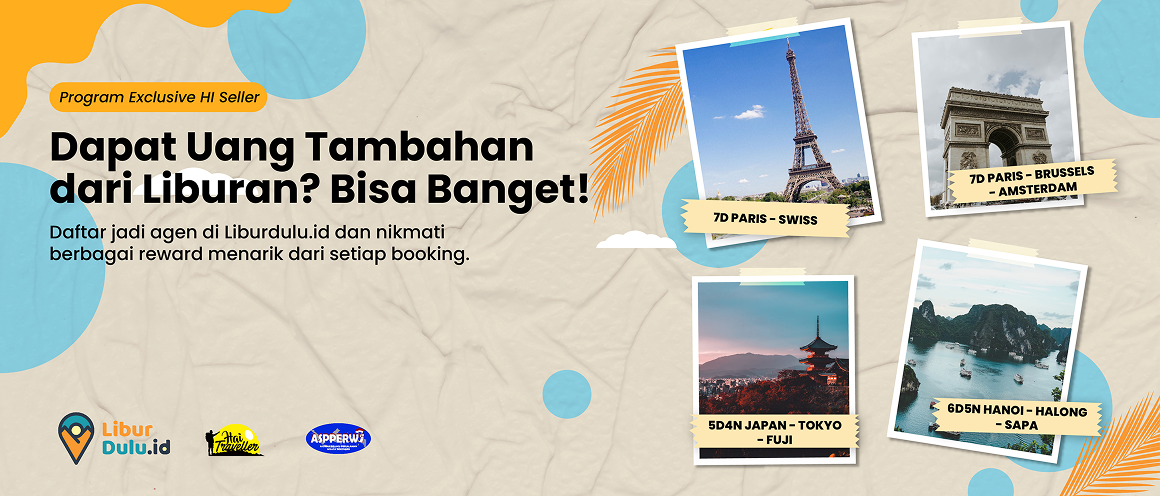 Program Exclusive HI Seller
Dapat Uang Tambahan
dari Liburan? Bisa Banget!
Daftar jadi agen di Liburdulu.id dan nikmati
berbagai reward menarik dari setiap booking.
7D PARIS - SWISS
7D PARIS - BRUSSELS
- AMSTERDAM
5D4N JAPAN - TOKYO
- FUJI
6D5N HANOI - HALONG
- SAPA
Libur
Dulu.id
Hai
Traveller
ASPPERWI